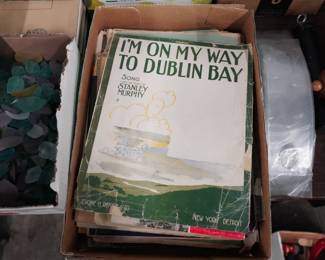 I'M ON MY WAY
TO DUBLIN BAY
SONG
STANLEY
MURPHY
NEW YORK DETROIT